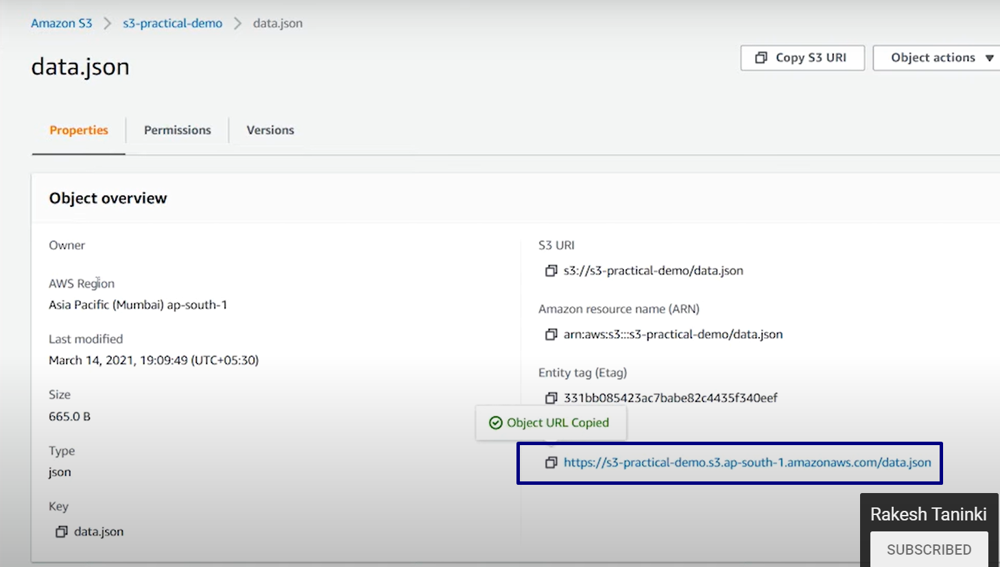 Amazon S3 > s3-practical-demo > data.json
data.json
Copy S3 URI
Object actions ▼
Properties
Permissions
Versions
Object overview
Owner
AWS Region
Asia Pacific (Mumbai) ap-south-1
Last modified
March 14, 2021, 19:09:49 (UTC+05:30)
Size
665.0 B
Type
json
Key
data.json
S3 URI
s3://s3-practical-demo/data.json
Amazon resource name (ARN)
arn:aws:s3:::s3-practical-demo/data.json
Entity tag (Etag)
331bb085423ac7babe82c4435f340eef
Object URL Copied
https://s3-practical-demo.s3.ap-south-1.amazonaws.com/data.json
Rakesh Taninki
SUBSCRIBED